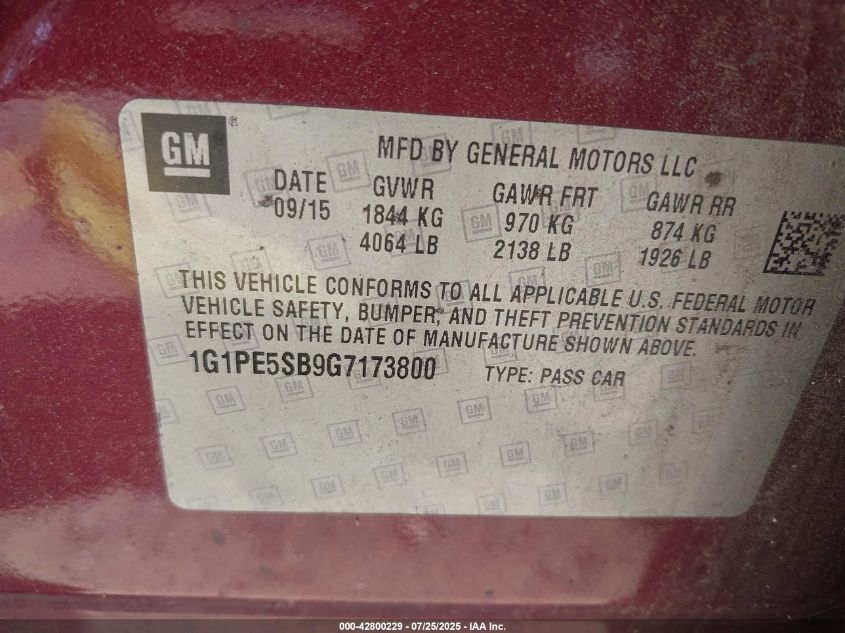 GM
MFD BY GENERAL MOTORS LLC
DATE GVWR GAWR FRT GAWR RR
09/15 1844 KG 970 KG 874 KG
4064 LB 2138 LB 1926 LB
THIS VEHICLE CONFORMS TO ALL APPLICABLE U.S. FEDERAL MOTOR
VEHICLE SAFETY, BUMPER, AND THEFT PREVENTION STANDARDS IN
EFFECT ON THE DATE OF MANUFACTURE SHOWN ABOVE.
1G1PE5SB9G7173800 TYPE: PASS CAR
000-42800229 - 07/25/2025 - IAA Inc.